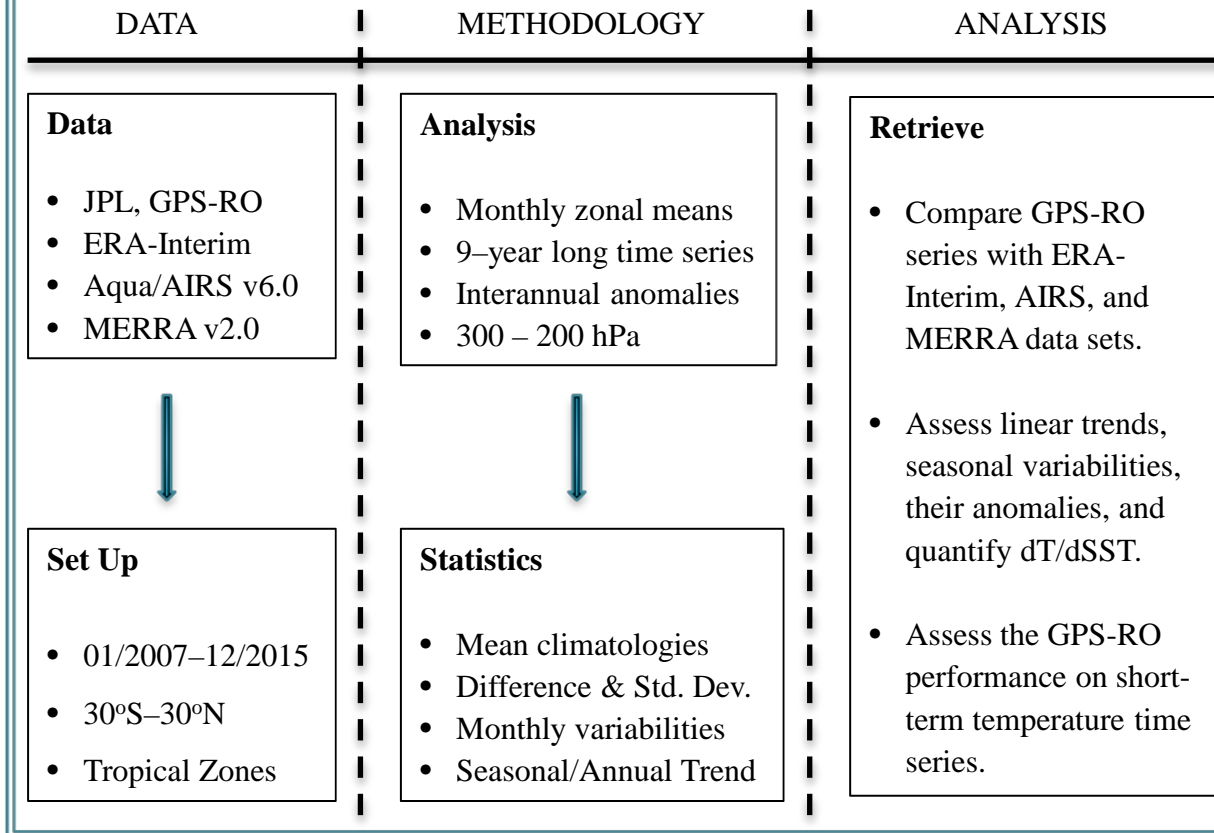 DATA
METHODOLOGY
ANALYSIS
Data
• JPL, GPS-RO
• ERA-Interim
• Aqua/AIRS v6.0
• MERRA v2.0
Set Up
• 01/2007–12/2015
• 30°S–30°N
• Tropical Zones
Analysis
• Monthly zonal means
• 9–year long time series
• Interannual anomalies
• 300 – 200 hPa
Statistics
• Mean climatologies
• Difference & Std. Dev.
• Monthly variabilities
• Seasonal/Annual Trend
Retrieve
• Compare GPS-RO
series with ERA-
Interim, AIRS, and
MERRA data sets.
• Assess linear trends,
seasonal variabilities,
their anomalies, and
quantify dT/dSST.
• Assess the GPS-RO
performance on short-
term temperature time
series.